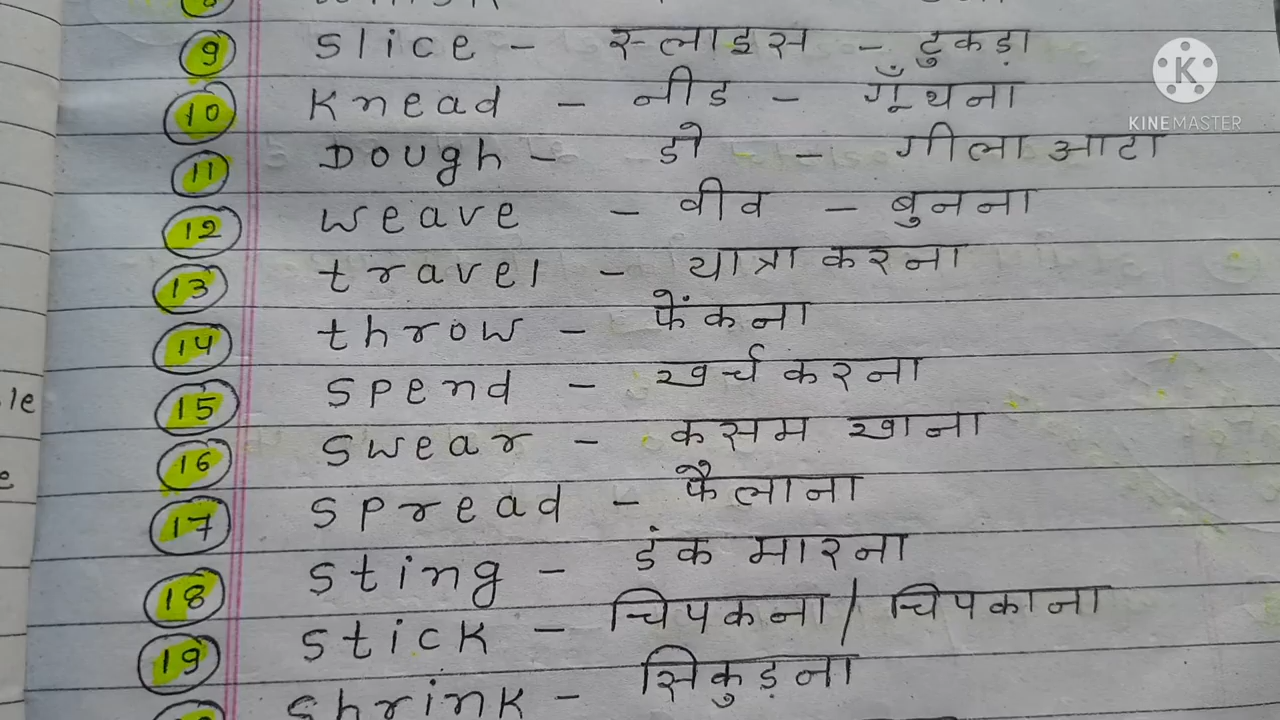 9 Slice - स्लाइस - टुकड़ा
10 Knead - नीड - गूँथना
11 Dough - डो - गीला आटा
12 weave - वीव - बुनना
13 travel - यात्रा करना
14 throw - फेंकना
15 spend - खर्च करना
16 swear - कसम खाना
17 spread - फैलाना
18 sting - डंक मारना
19 stick - चिपकना / चिपकाना
shrink - सिकुड़ना
K
KINEMASTER